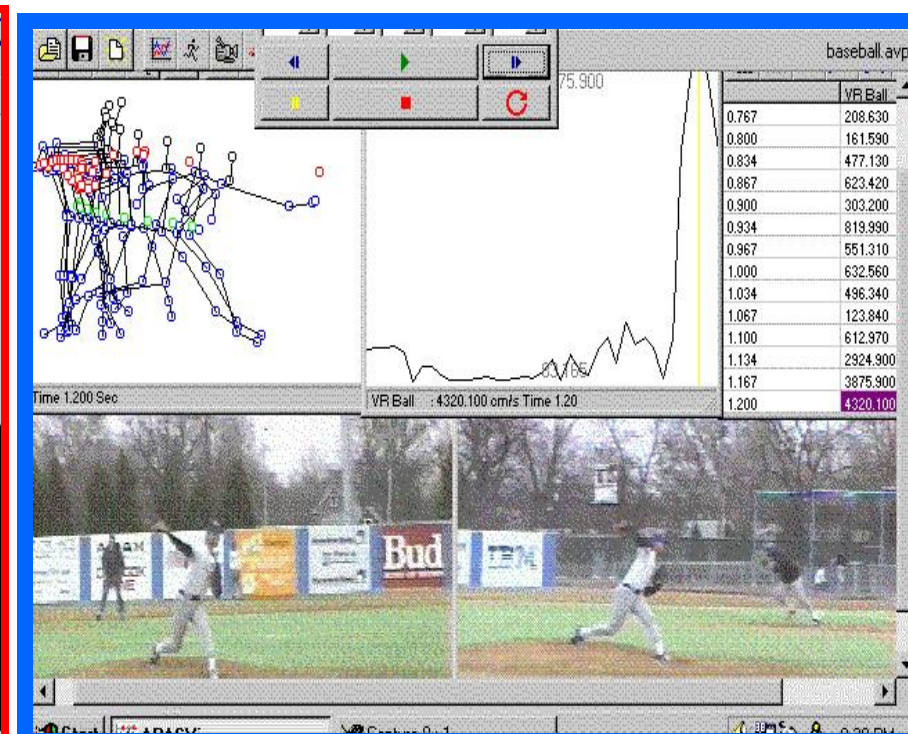 baseball.avp
75.900
VR Ball
0.767 208.630
0.800 161.590
0.834 477.130
0.867 623.420
0.900 303.200
0.934 819.990
0.967 551.310
1.000 632.560
1.034 496.340
1.067 123.840
1.100 612.970
1.134 2924.900
1.167 3875.900
1.200 4320.100
Time 1.200 Sec
VR Ball : 4320.100 cm/s Time 1.20
IBM
Bud
Start